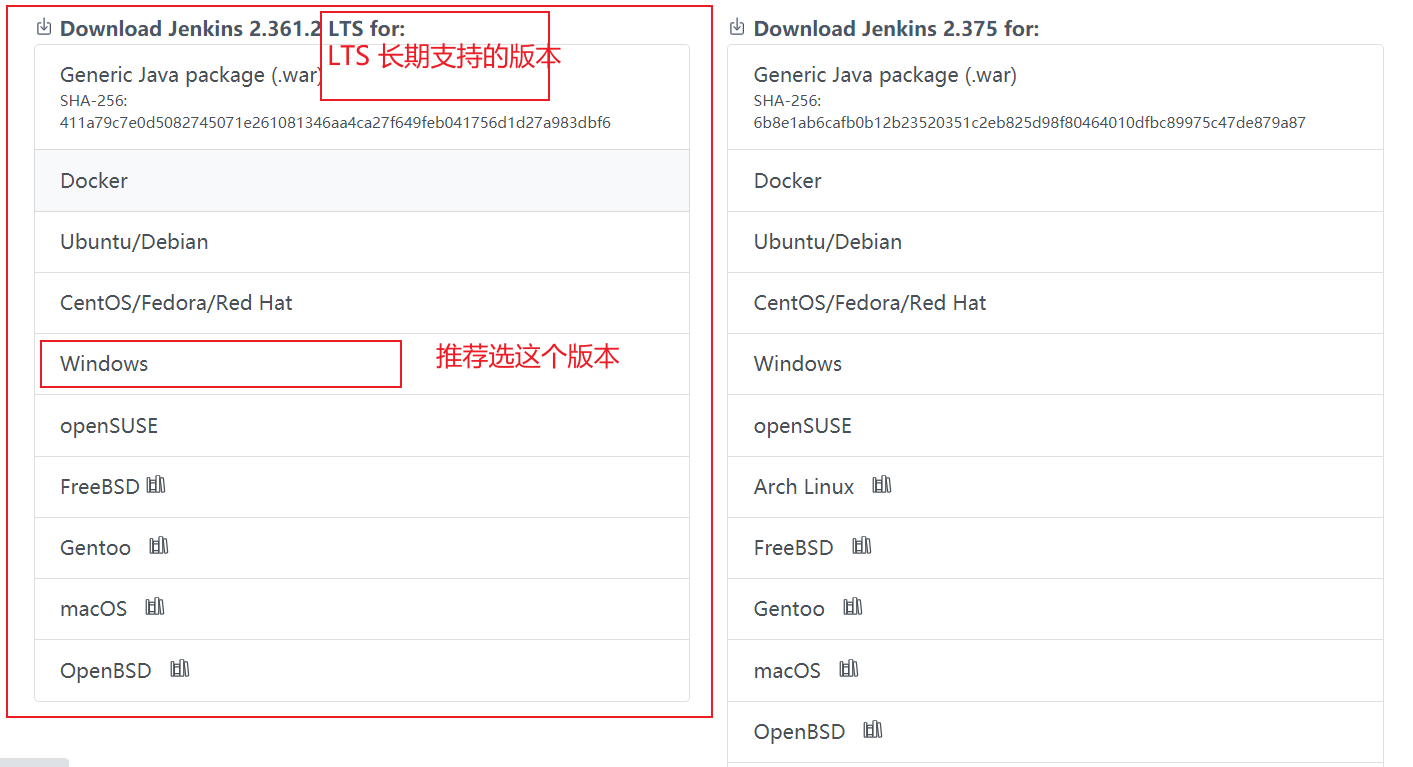 Download Jenkins 2.361.2 LTS for:
LTS 长期支持的版本
Generic Java package (.war)
SHA-256:
411a79c7e0d5082745071e261081346aa4ca27f649feb041756d1d27a983dbf6
Docker
Ubuntu/Debian
CentOS/Fedora/Red Hat
Windows
推荐选这个版本
openSUSE
FreeBSD
Gentoo
macOS
OpenBSD
Download Jenkins 2.375 for:
Generic Java package (.war)
SHA-256:
6b8e1ab6cafb0b12b23520351c2eb825d98f80464010dfbc89975c47de879a87
Docker
Ubuntu/Debian
CentOS/Fedora/Red Hat
Windows
openSUSE
Arch Linux
FreeBSD
Gentoo
macOS
OpenBSD